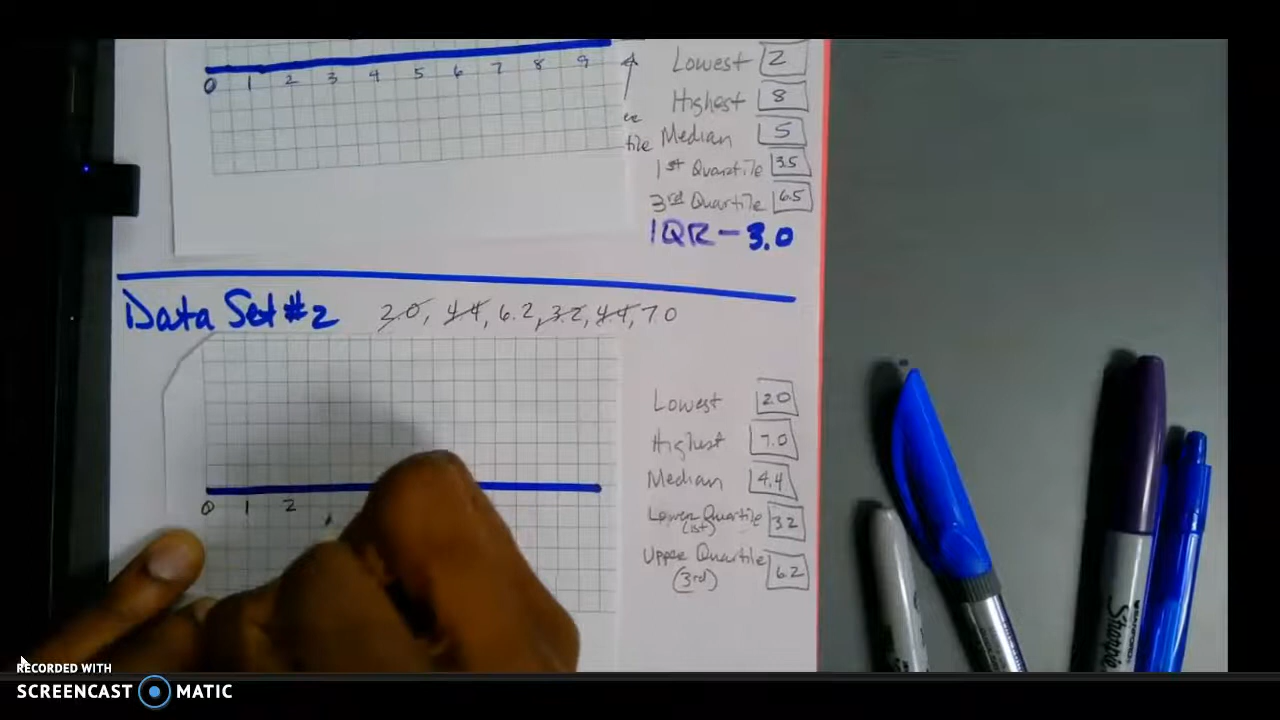 Lowest 2
Highest 8
Median 5
1st Quartile 3.5
3rd Quartile 6.5
IQR - 3.0
0 1 2 3 4 5 6 7 8 9
tile
Data Set #2 2.0, 4.4, 6.2, 3.2, 4.4, 7.0
Lowest 2.0
Highest 7.0
Median 4.4
Lower Quartile 3.2
(1st)
Upper Quartile 6.2
(3rd)
0 1 2
Sharpie
RECORDED WITH
SCREENCAST MATIC